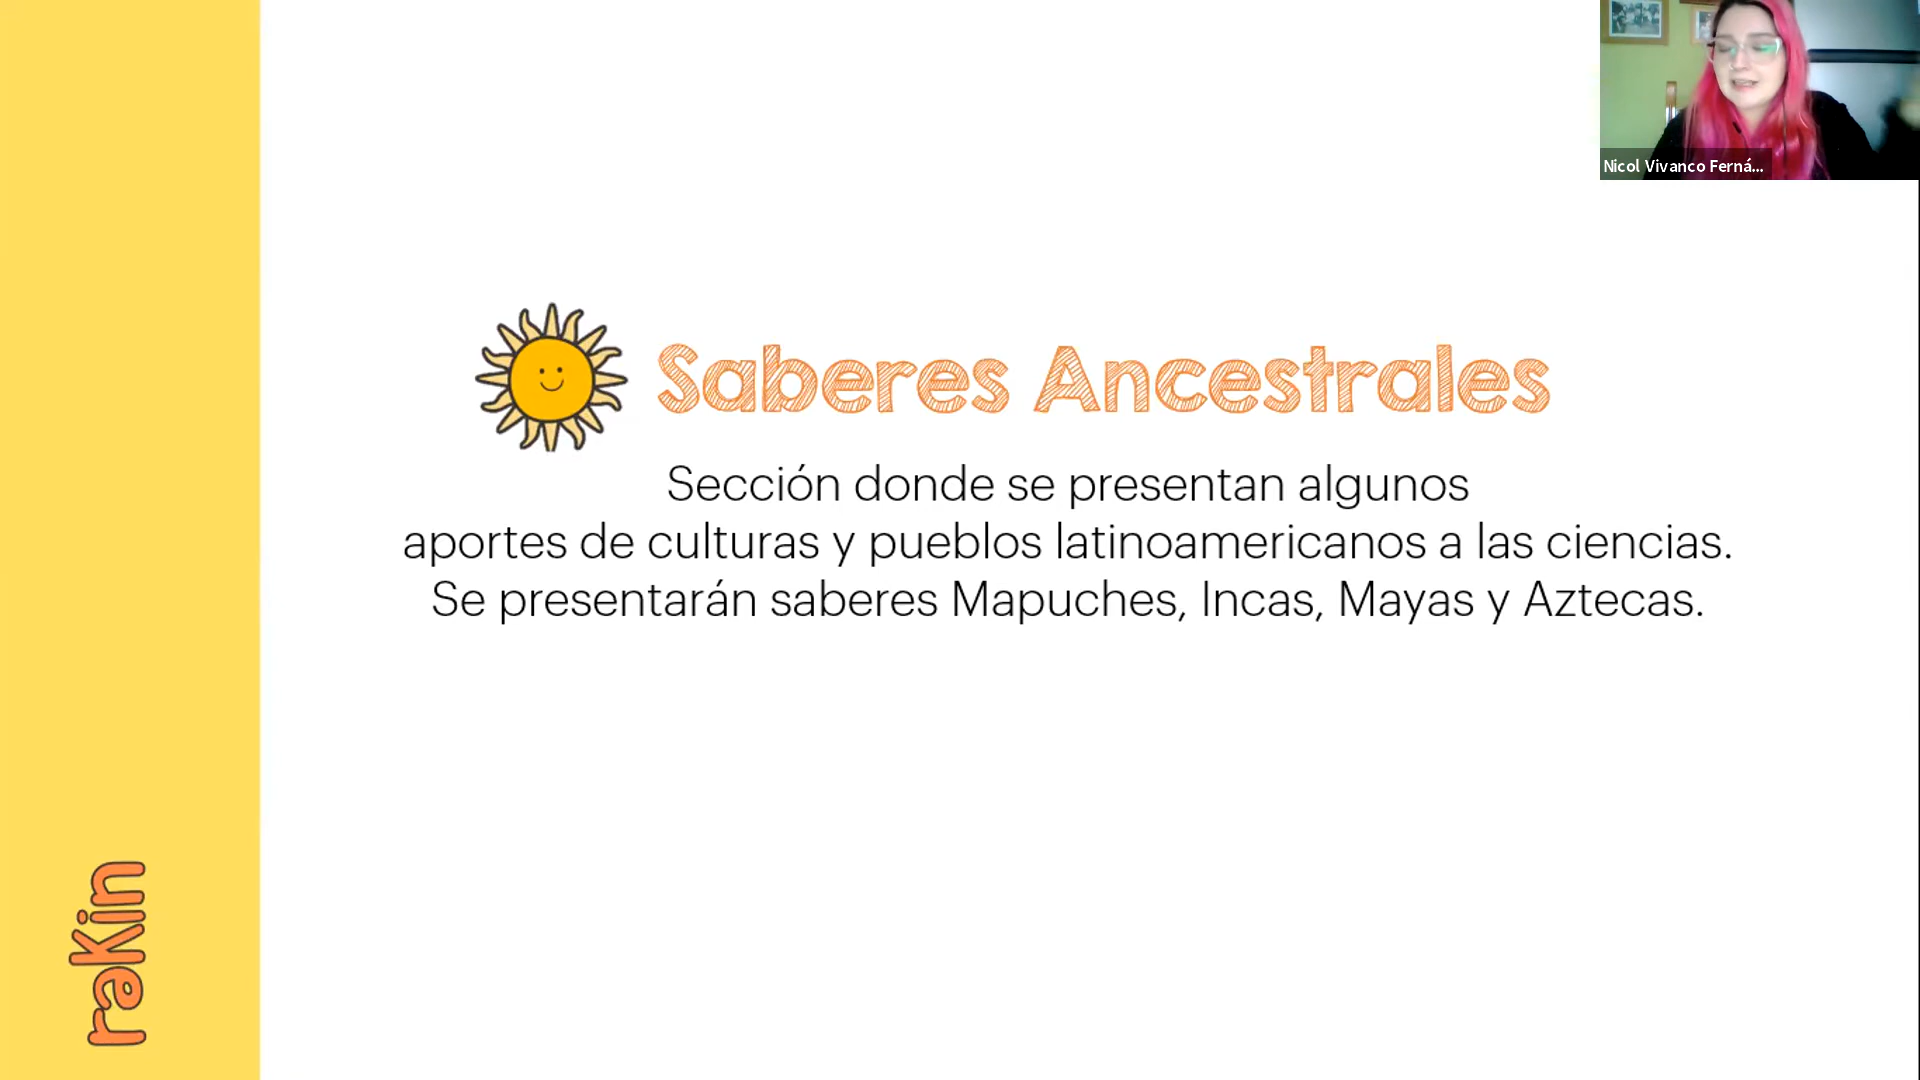 Nicol Vivanco Ferná...
Saberes Ancestrales
Sección donde se presentan algunos
aportes de culturas y pueblos latinoamericanos a las ciencias.
Se presentarán saberes Mapuches, Incas, Mayas y Aztecas.
rəkin